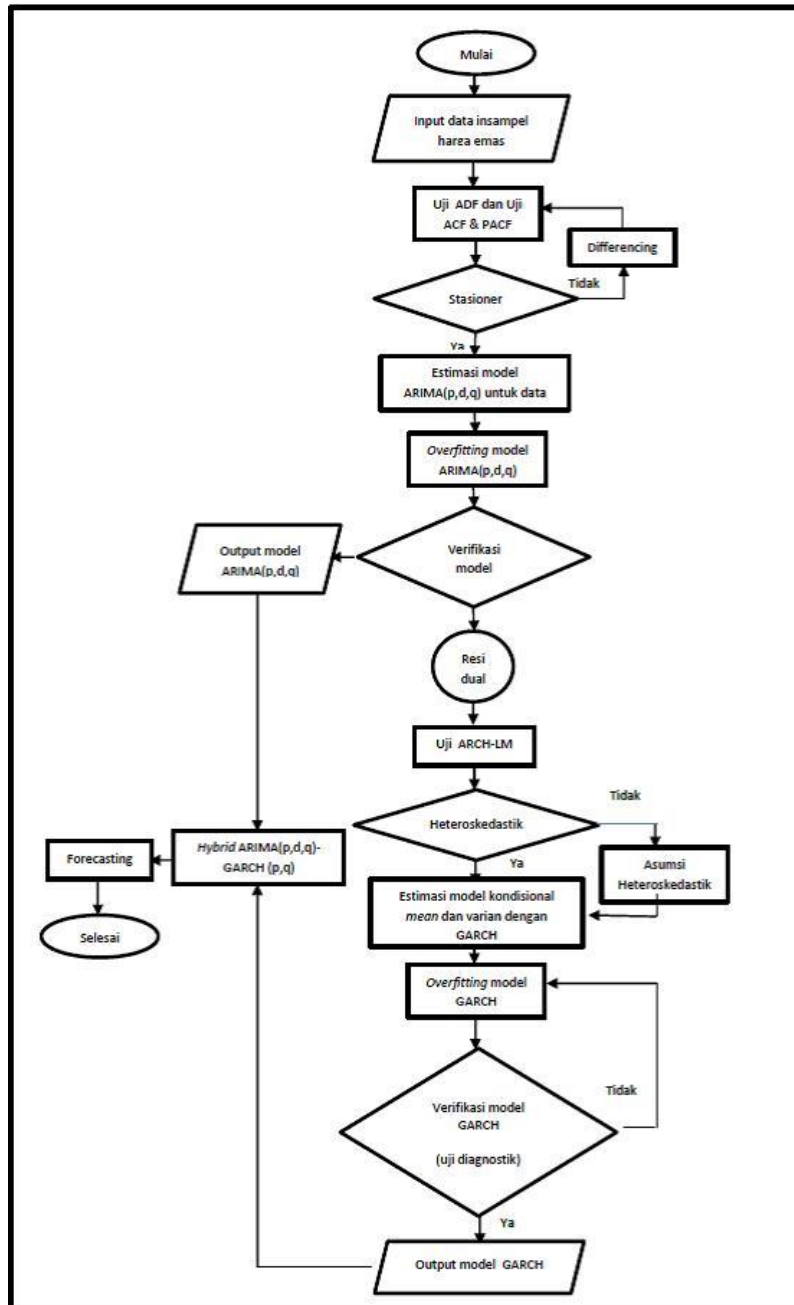 Mulai
Input data insampel
harga emas
Uji ADF dan Uji
ACF & PACF
Differencing
Tidak
Stasioner
Ya
Estimasi model
ARIMA(p,d,q) untuk data
Overfitting model
ARIMA(p,d,q)
Verifikasi
model
Output model
ARIMA(p,d,q)
Resi
dual
Uji ARCH-LM
Tidak
Heteroskedastik
Ya
Asumsi
Heteroskedastik
Hybrid ARIMA(p,d,q)-
GARCH (p,q)
Forecasting
Selesai
Estimasi model kondisional
mean dan varian dengan
GARCH
Overfitting model
GARCH
Tidak
Verifikasi model
GARCH
(uji diagnostik)
Ya
Output model GARCH